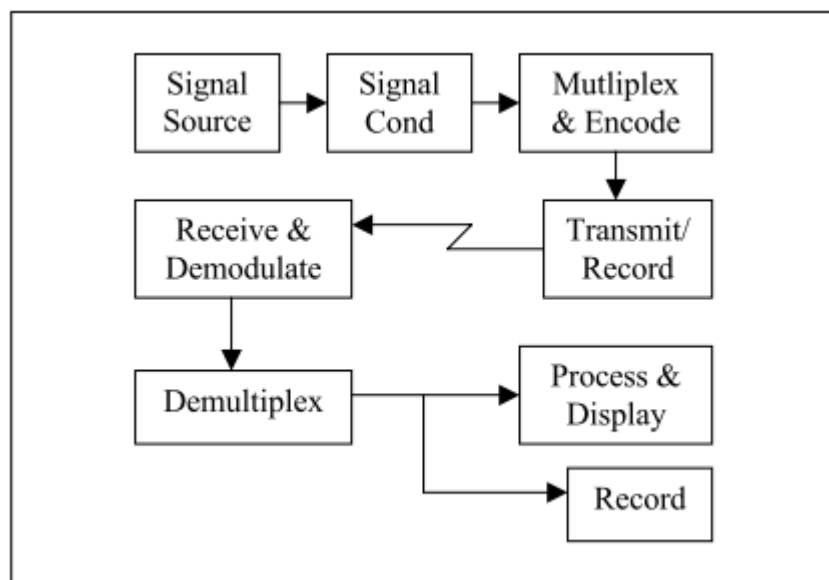 Signal
Source
Signal
Cond
Mutliplex
& Encode
Receive &
Demodulate
Transmit/
Record
Demultiplex
Process &
Display
Record